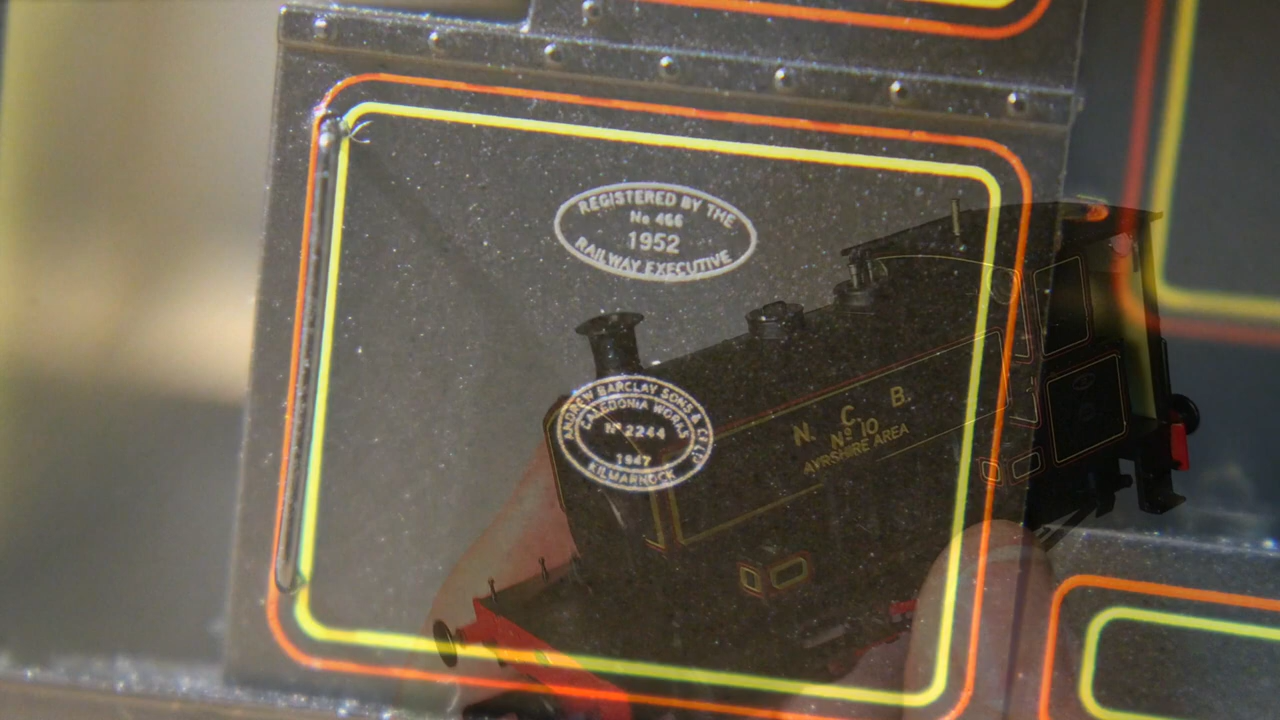 REGISTERED BY THE
No 466
1952
RAILWAY EXECUTIVE
ANDREW BARCLAY SONS & Co LTD
CALEDONIA WORKS
No 2244
1947
KILMARNOCK
N. C. B.
No 10
AYRSHIRE AREA